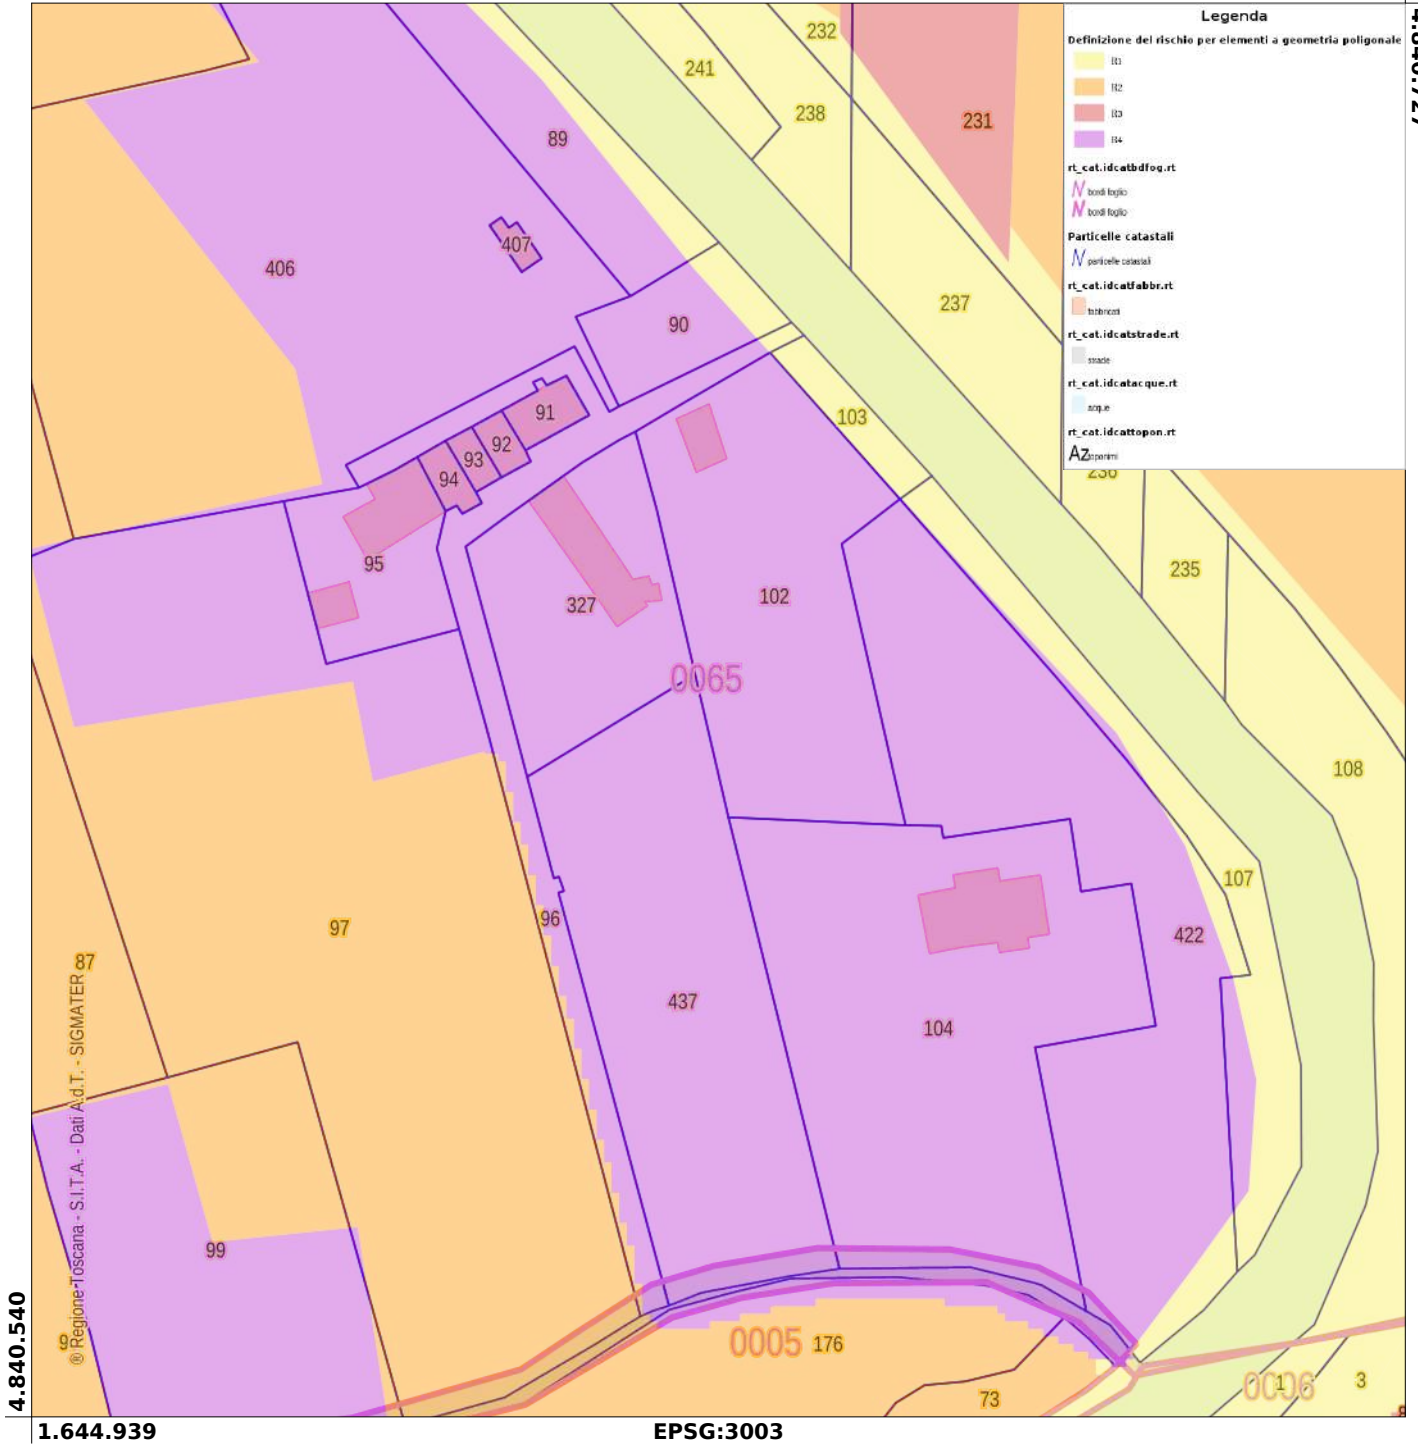 Legenda
Definizione del rischio per elementi a geometria poligonale
R1
R2
R3
R4
rt_cat.idcatbdfog.rt
bordi foglio
bordi foglio
Particelle catastali
particelle catastali
rt_cat.idcatfabbr.rt
fabbricati
rt_cat.idcatstrade.rt
strade
rt_cat.idcatacque.rt
acque
rt_cat.idcattopon.rt
Az toponimi
232
241
238
231
89
407
406
237
90
103
91
92
93
94
236
95
235
327
102
0065
108
107
96
97
422
87
437
104
99
0005
176
73
0006
1
3
® Regione Toscana - S.I.T.A. - Dati A.d.T. - SIGMATER
4.840.540
1.644.939
EPSG:3003